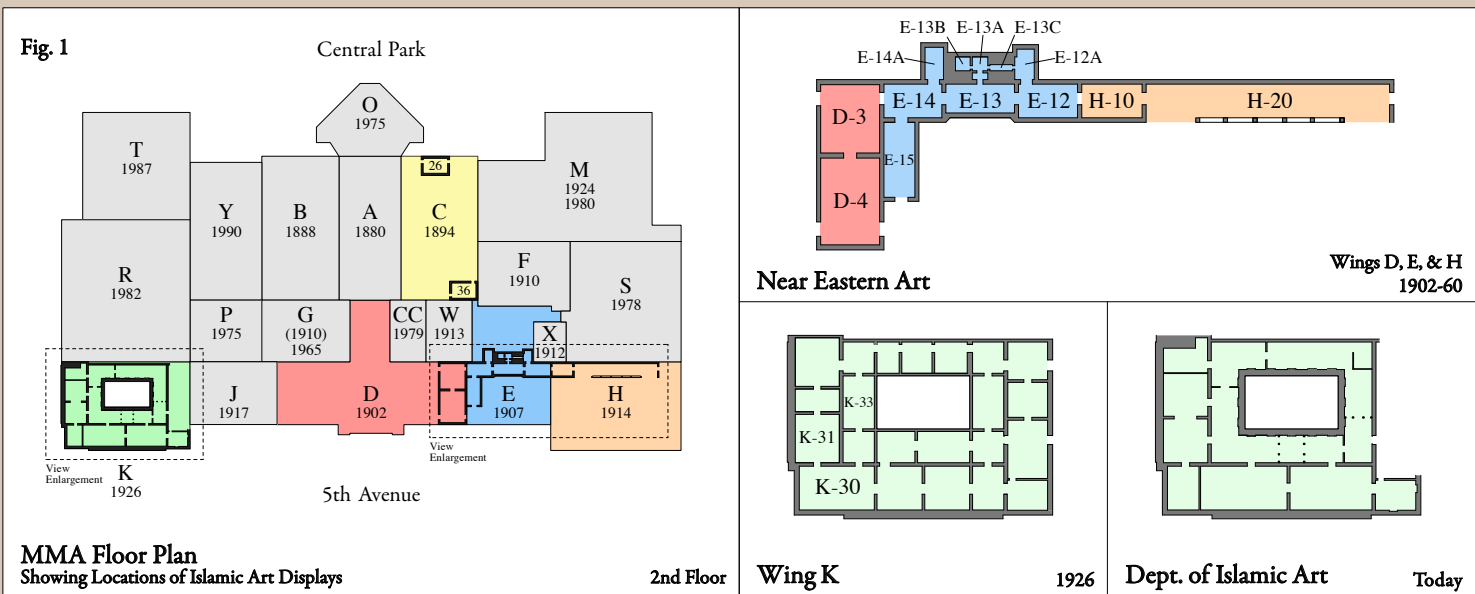 Fig. 1
Central Park
O
1975
T
1987
26
M
1924
1980
Y
1990
B
1888
A
1880
C
1894
R
1982
F
1910
S
1978
36
P
1975
G
(1910)
1965
CC
1979
W
1913
X
1912
J
1917
D
1902
E
1907
H
1914
View
Enlargement
View
Enlargement
K
1926
5th Avenue
MMA Floor Plan
Showing Locations of Islamic Art Displays
2nd Floor
E-13B
E-13A
E-13C
E-14A
E-12A
D-3
E-14
E-13
E-12
H-10
H-20
E-15
D-4
Near Eastern Art
Wings D, E, & H
1902-60
K-33
K-31
K-30
Wing K
1926
Dept. of Islamic Art
Today